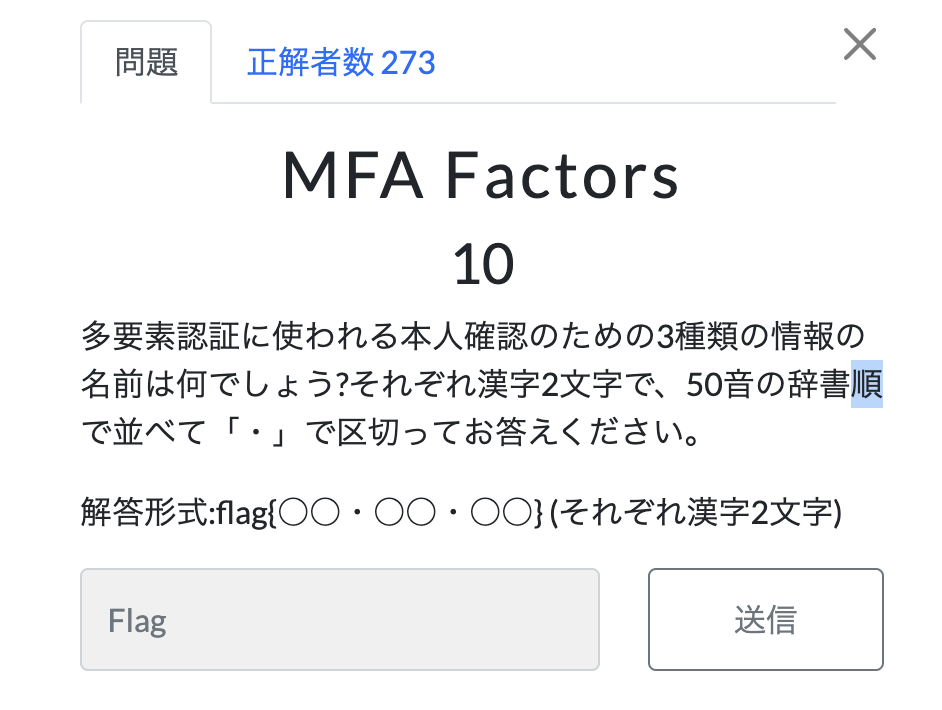 問題
正解者数 273
MFA Factors
10
多要素認証に使われる本人確認のための3種類の情報の
名前は何でしょう?それぞれ漢字2文字で、50音の辞書順
で並べて「・」で区切ってお答えください。
解答形式:flag{○○・○○・○○} (それぞれ漢字2文字)
Flag
送信